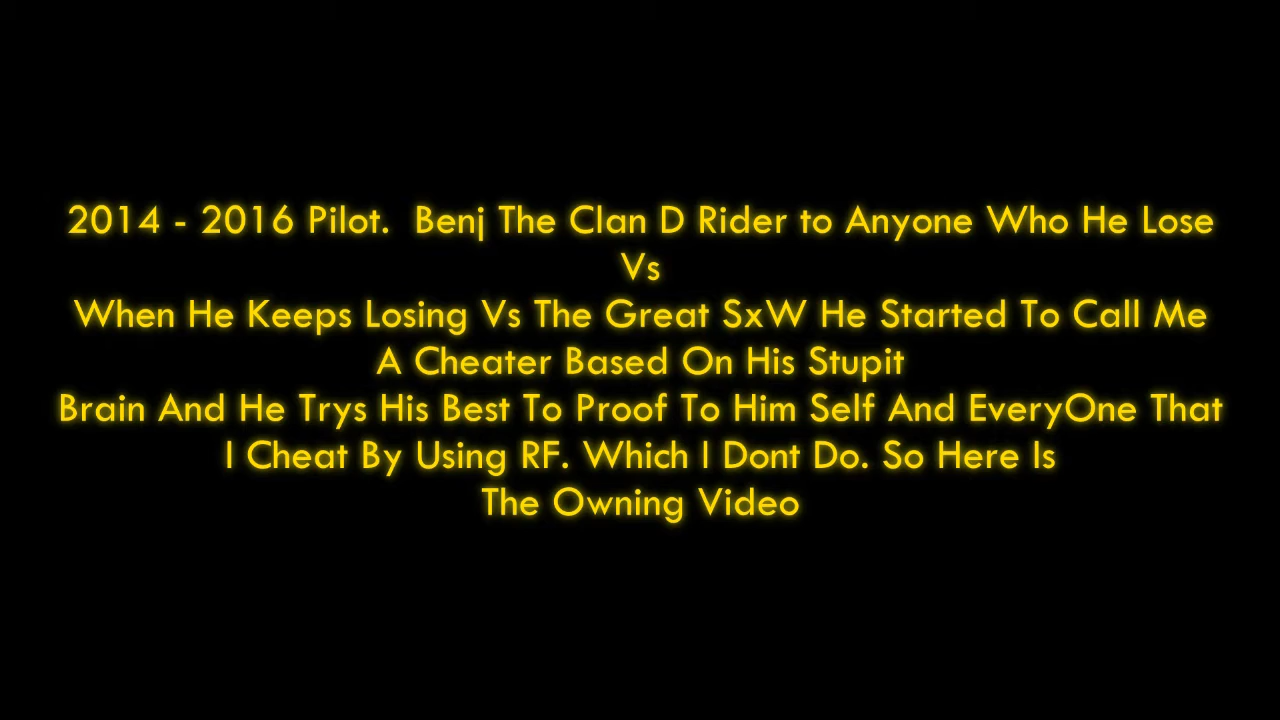 2014 - 2016 Pilot.  Benj The Clan D Rider to Anyone Who He Lose
Vs
When He Keeps Losing Vs The Great SxW He Started To Call Me
A Cheater Based On His Stupit
Brain And He Trys His Best To Proof To Him Self And EveryOne That
I Cheat By Using RF. Which I Dont Do. So Here Is
The Owning Video